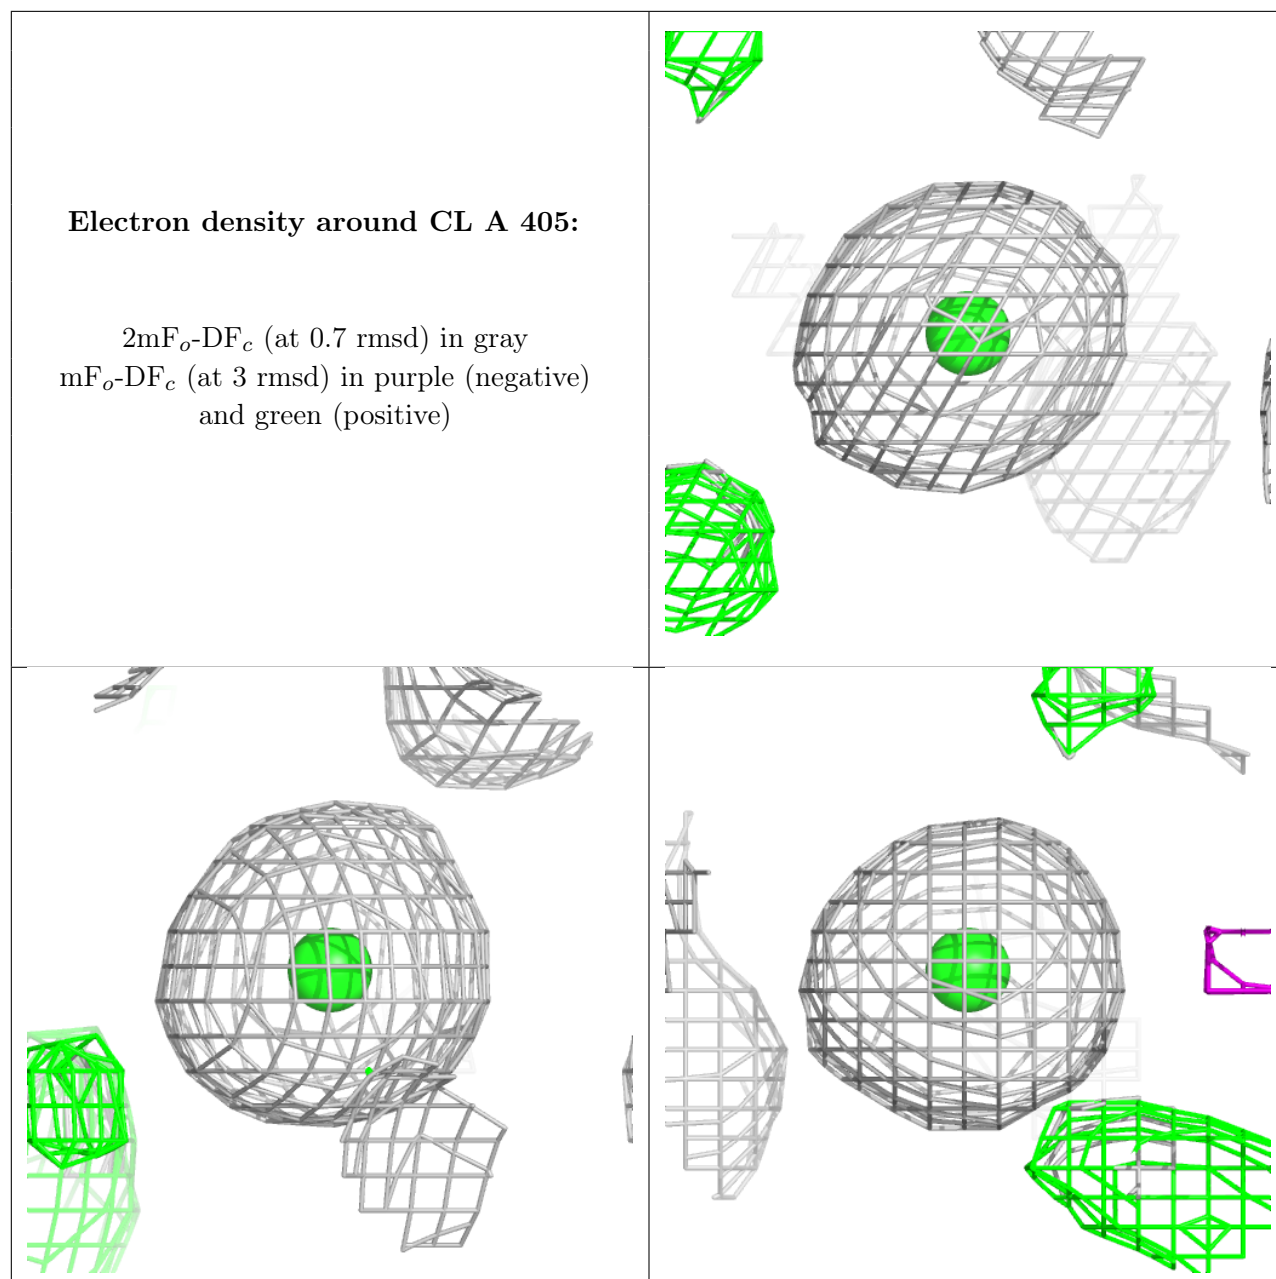 Electron density around CL A 405:
2mFo-DFc (at 0.7 rmsd) in gray
mFo-DFc (at 3 rmsd) in purple (negative)
and green (positive)